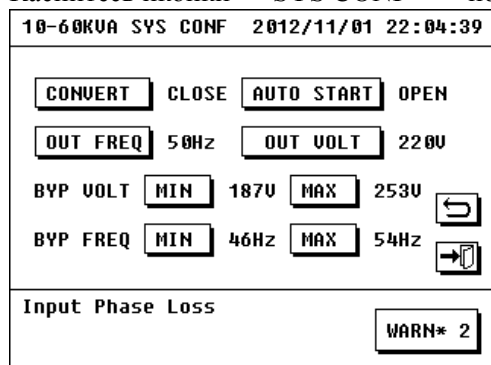 10-60KVA SYS CONF 2012/11/01 22:04:39
CONVERT CLOSE AUTO START OPEN
OUT FREQ 50Hz OUT VOLT 220V
BYP VOLT MIN 187V MAX 253V
BYP FREQ MIN 46Hz MAX 54Hz
Input Phase Loss
WARN* 2